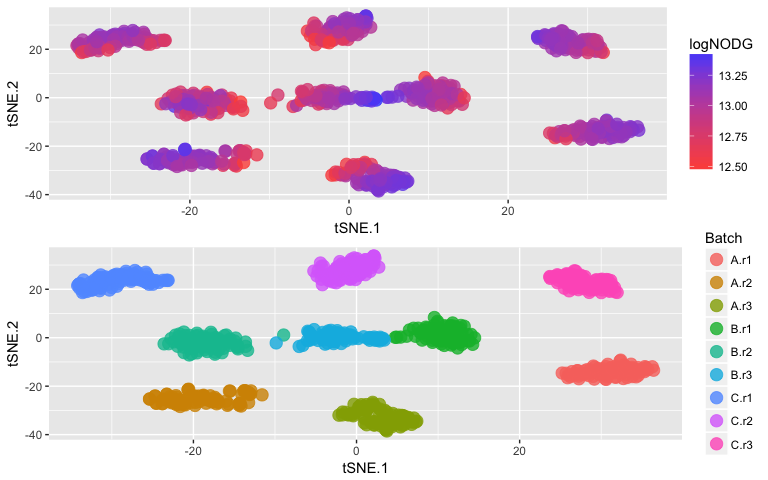 20
0
-20
-40
tSNE.2
-20
0
20
tSNE.1
logNODG
13.25
13.00
12.75
12.50
20
0
-20
-40
tSNE.2
-20
0
20
tSNE.1
Batch
A.r1
A.r2
A.r3
B.r1
B.r2
B.r3
C.r1
C.r2
C.r3